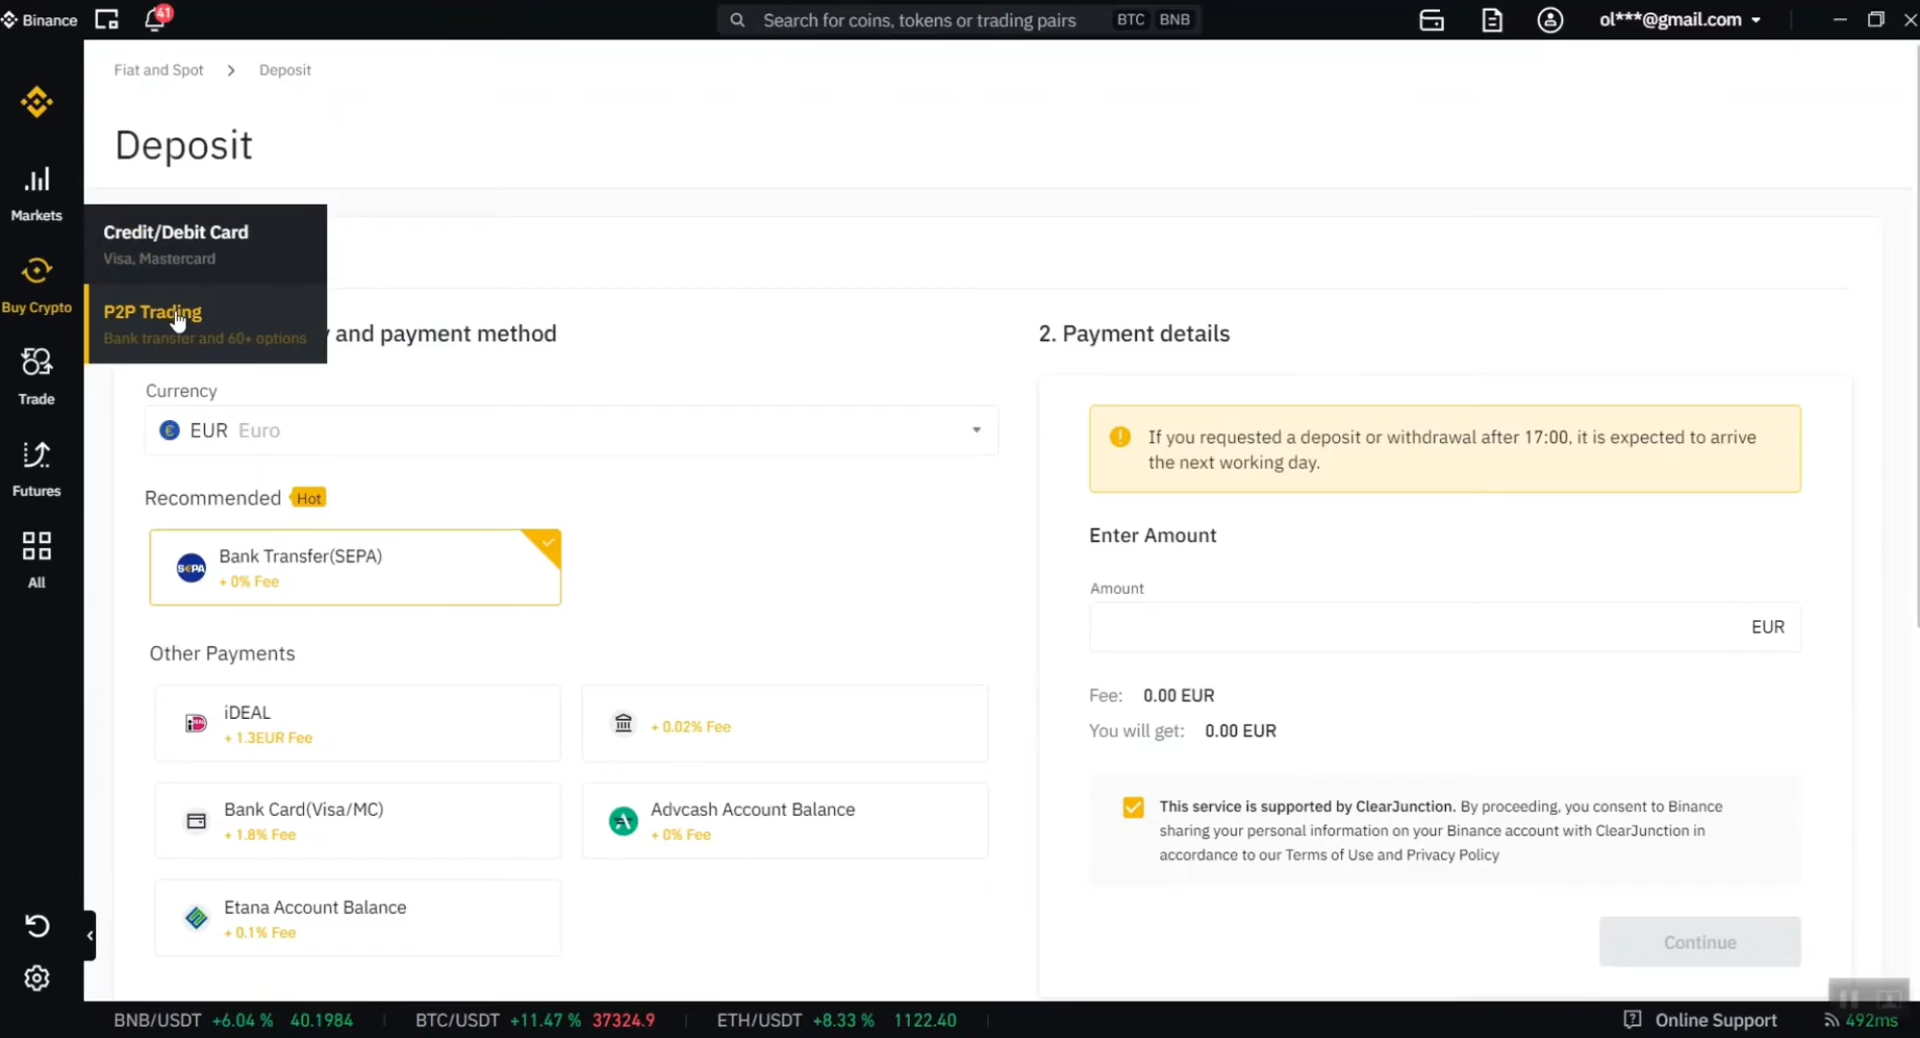 Binance
41
Search for coins, tokens or trading pairs
BTC
BNB
ol***@gmail.com
Fiat and Spot > Deposit
Deposit
Markets
Buy Crypto
Trade
Futures
All
Credit/Debit Card
Visa, Mastercard
P2P Trading
Bank transfer and 60+ options
and payment method
Currency
EUR Euro
Recommended Hot
SEPA
Bank Transfer(SEPA)
+ 0% Fee
Other Payments
iDEAL
+ 1.3EUR Fee
+ 0.02% Fee
Bank Card(Visa/MC)
+ 1.8% Fee
Advcash Account Balance
+ 0% Fee
Etana Account Balance
+ 0.1% Fee
2. Payment details
If you requested a deposit or withdrawal after 17:00, it is expected to arrive
the next working day.
Enter Amount
Amount
EUR
Fee: 0.00 EUR
You will get: 0.00 EUR
This service is supported by ClearJunction. By proceeding, you consent to Binance
sharing your personal information on your Binance account with ClearJunction in
accordance to our Terms of Use and Privacy Policy
Continue
BNB/USDT +6.04 % 40.1984
BTC/USDT +11.47 % 37324.9
ETH/USDT +8.33 % 1122.40
Online Support
492ms